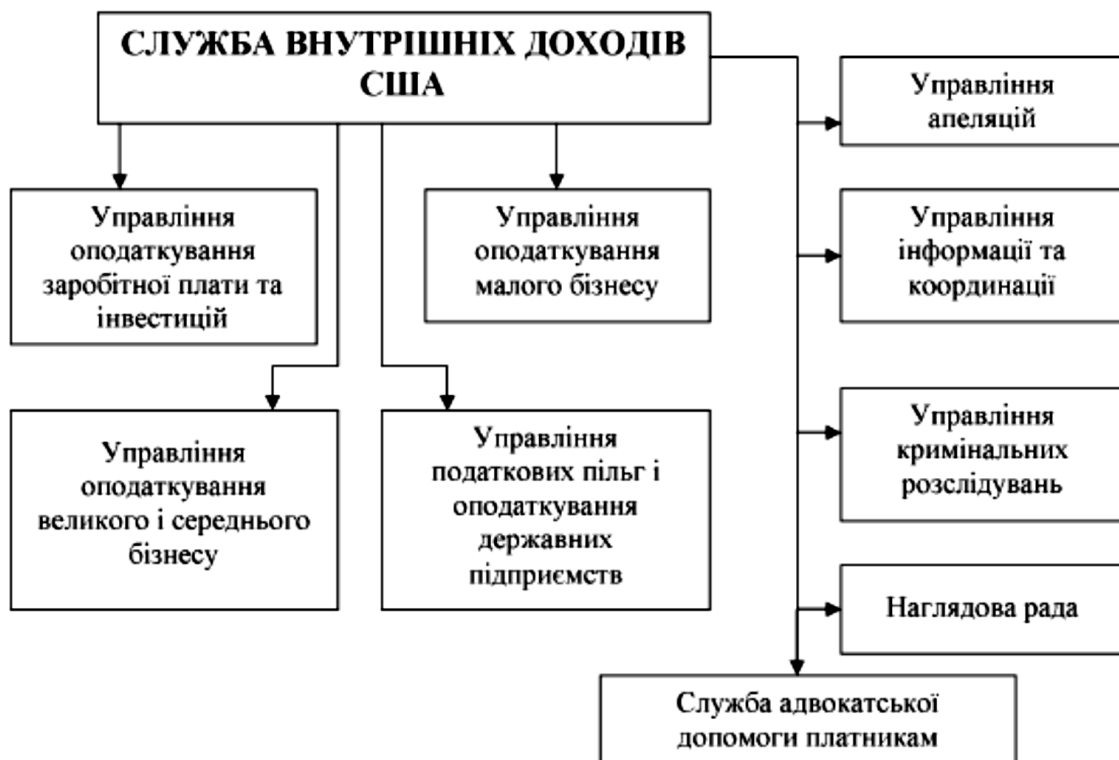 СЛУЖБА ВНУТРІШНІХ ДОХОДІВ
США
Управління
оподаткування
заробітної плати та
інвестицій
Управління
оподаткування
малого бізнесу
Управління
оподаткування
великого і середнього
бізнесу
Управління
податкових пільг і
оподаткування
державних
підприємств
Управління
апеляцій
Управління
інформації та
координації
Управління
кримінальних
розслідувань
Наглядова рада
Служба адвокатської
допомоги платникам